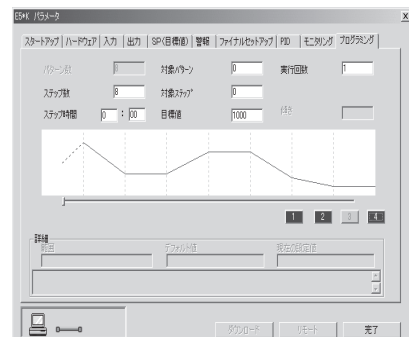 E5*K パラメータ
x
スタートアップ ハードウェア 入力 出力 SP(目標値) 警報 ファイナルセットアップ PID モニタリング プログラミング
パターン数 対象パターン 0 実行回数 1
ステップ数 8 対象ステップ 0
ステップ時間 0 : 00 目標値 1000 傾き
1 2 3 4
詳細
範囲 デフォルト値 現在の設定値
ダウンロード リモート 完了